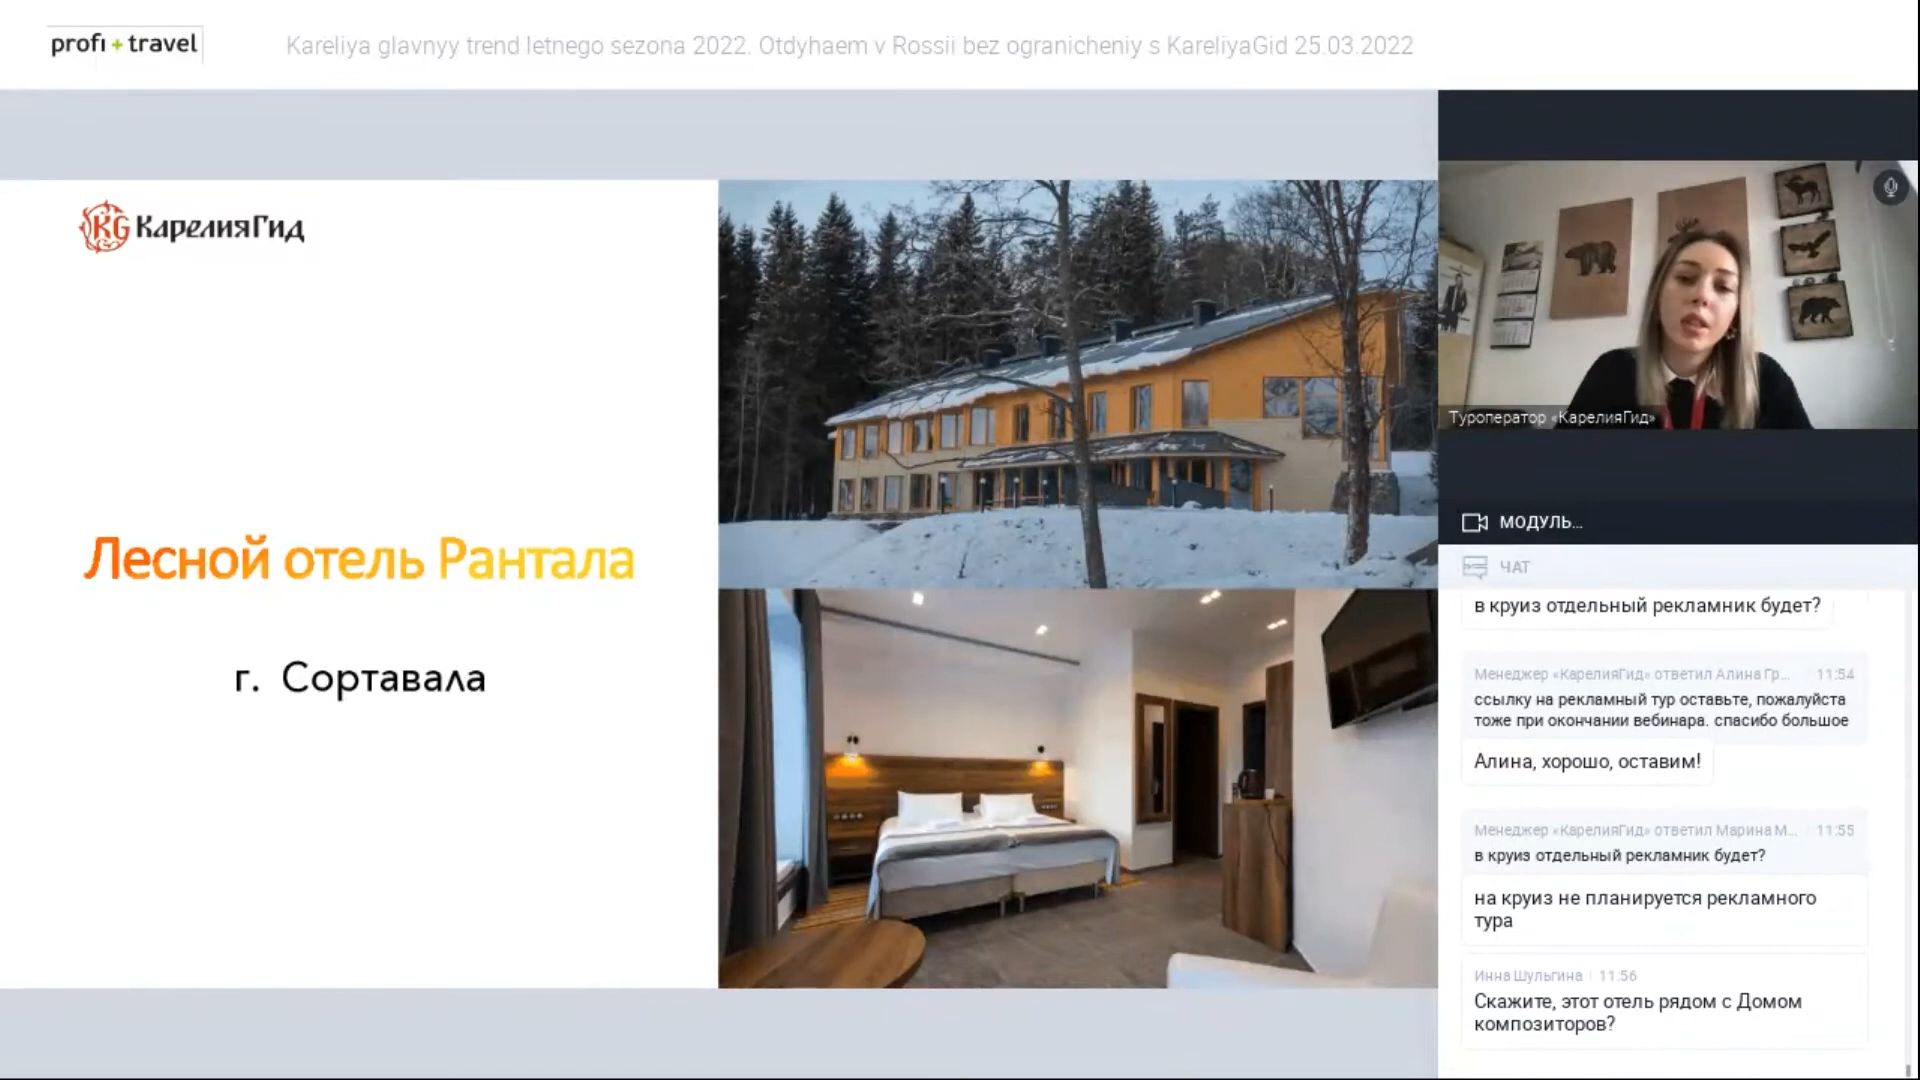 profi + travel
Kareliya glavnyy trend letnego sezona 2022. Otdyhaem v Rossii bez ogranicheniy s KareliyaGid 25.03.2022
KG КарелияГид
Лесной отель Рантала
г. Сортавала
Туроператор «КарелияГид»
МОДУЛЬ...
ЧАТ
в круиз отдельный рекламник будет?
Менеджер «КарелияГид» ответил Алина Гр... 11:54
ссылку на рекламный тур оставьте, пожалуйста
тоже при окончании вебинара. спасибо большое
Алина, хорошо, оставим!
Менеджер «КарелияГид» ответил Марина М... 11:55
в круиз отдельный рекламник будет?
на круиз не планируется рекламного
тура
Инна Шульгина 11:56
Скажите, этот отель рядом с Домом
композиторов?